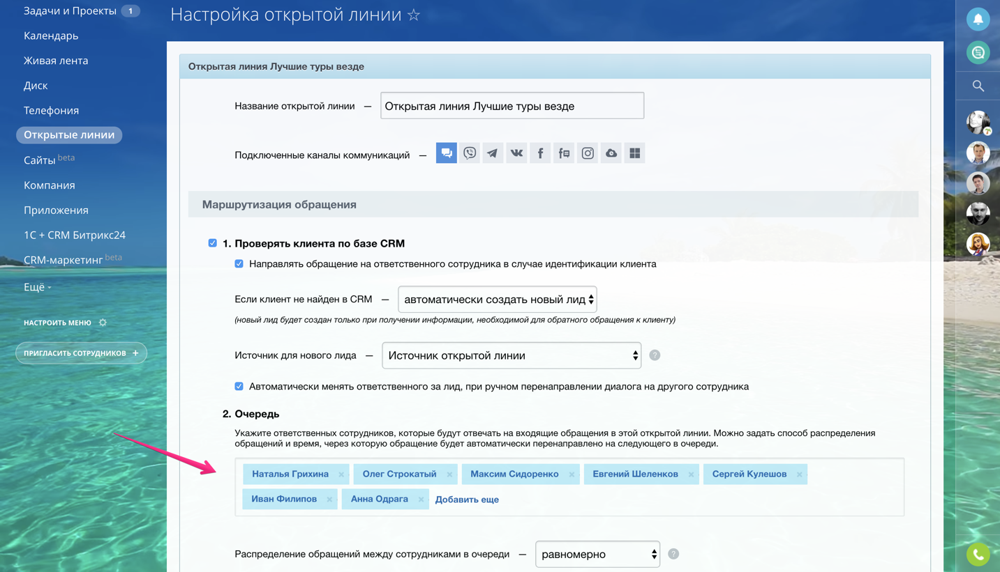 Задачи и Проекты 1
Календарь
Живая лента
Диск
Телефония
Открытые линии
Сайты beta
Компания
Приложения
1С + CRM Битрикс24
CRM-маркетинг beta
Ещё
НАСТРОИТЬ МЕНЮ
ПРИГЛАСИТЬ СОТРУДНИКОВ +
Настройка открытой линии
Открытая линия Лучшие туры везде
Название открытой линии — Открытая линия Лучшие туры везде
Подключенные каналы коммуникаций —
Маршрутизация обращения
1. Проверять клиента по базе CRM
Направлять обращение на ответственного сотрудника в случае идентификации клиента
Если клиент не найден в CRM — автоматически создать новый лид
(новый лид будет создан только при получении информации, необходимой для обратного обращения к клиенту)
Источник для нового лида — Источник открытой линии ?
Автоматически менять ответственного за лид, при ручном перенаправлении диалога на другого сотрудника
2. Очередь
Укажите ответственных сотрудников, которые будут отвечать на входящие обращения в этой открытой линии. Можно задать способ распределения
обращений и время, через которую обращение будет автоматически перенаправлено на следующего в очереди.
Наталья Грихина × Олег Строкатый × Максим Сидоренко × Евгений Шеленков × Сергей Кулешов ×
Иван Филипов × Анна Одрага × Добавить еще
Распределение обращений между сотрудниками в очереди — равномерно ?